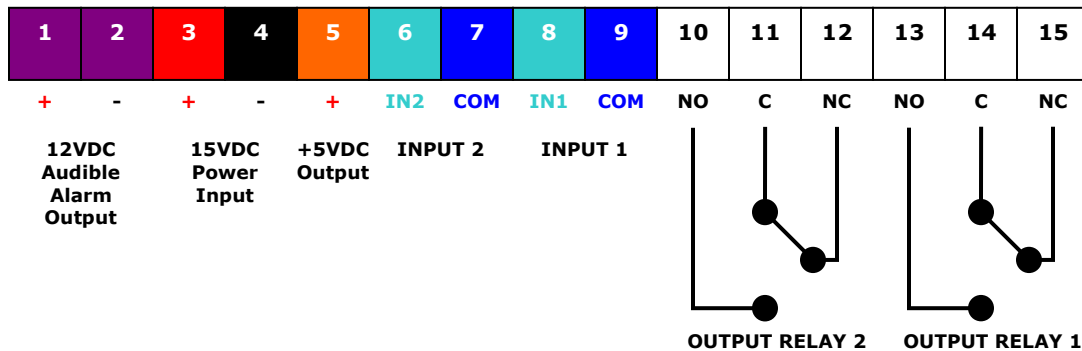 1 2 3 4 5 6 7 8 9 10 11 12 13 14 15
+ - + - + IN2 COM IN1 COM NO C NC NO C NC
12VDC 15VDC +5VDC INPUT 2 INPUT 1
Audible Power Output
Alarm Input
Output
OUTPUT RELAY 2 OUTPUT RELAY 1